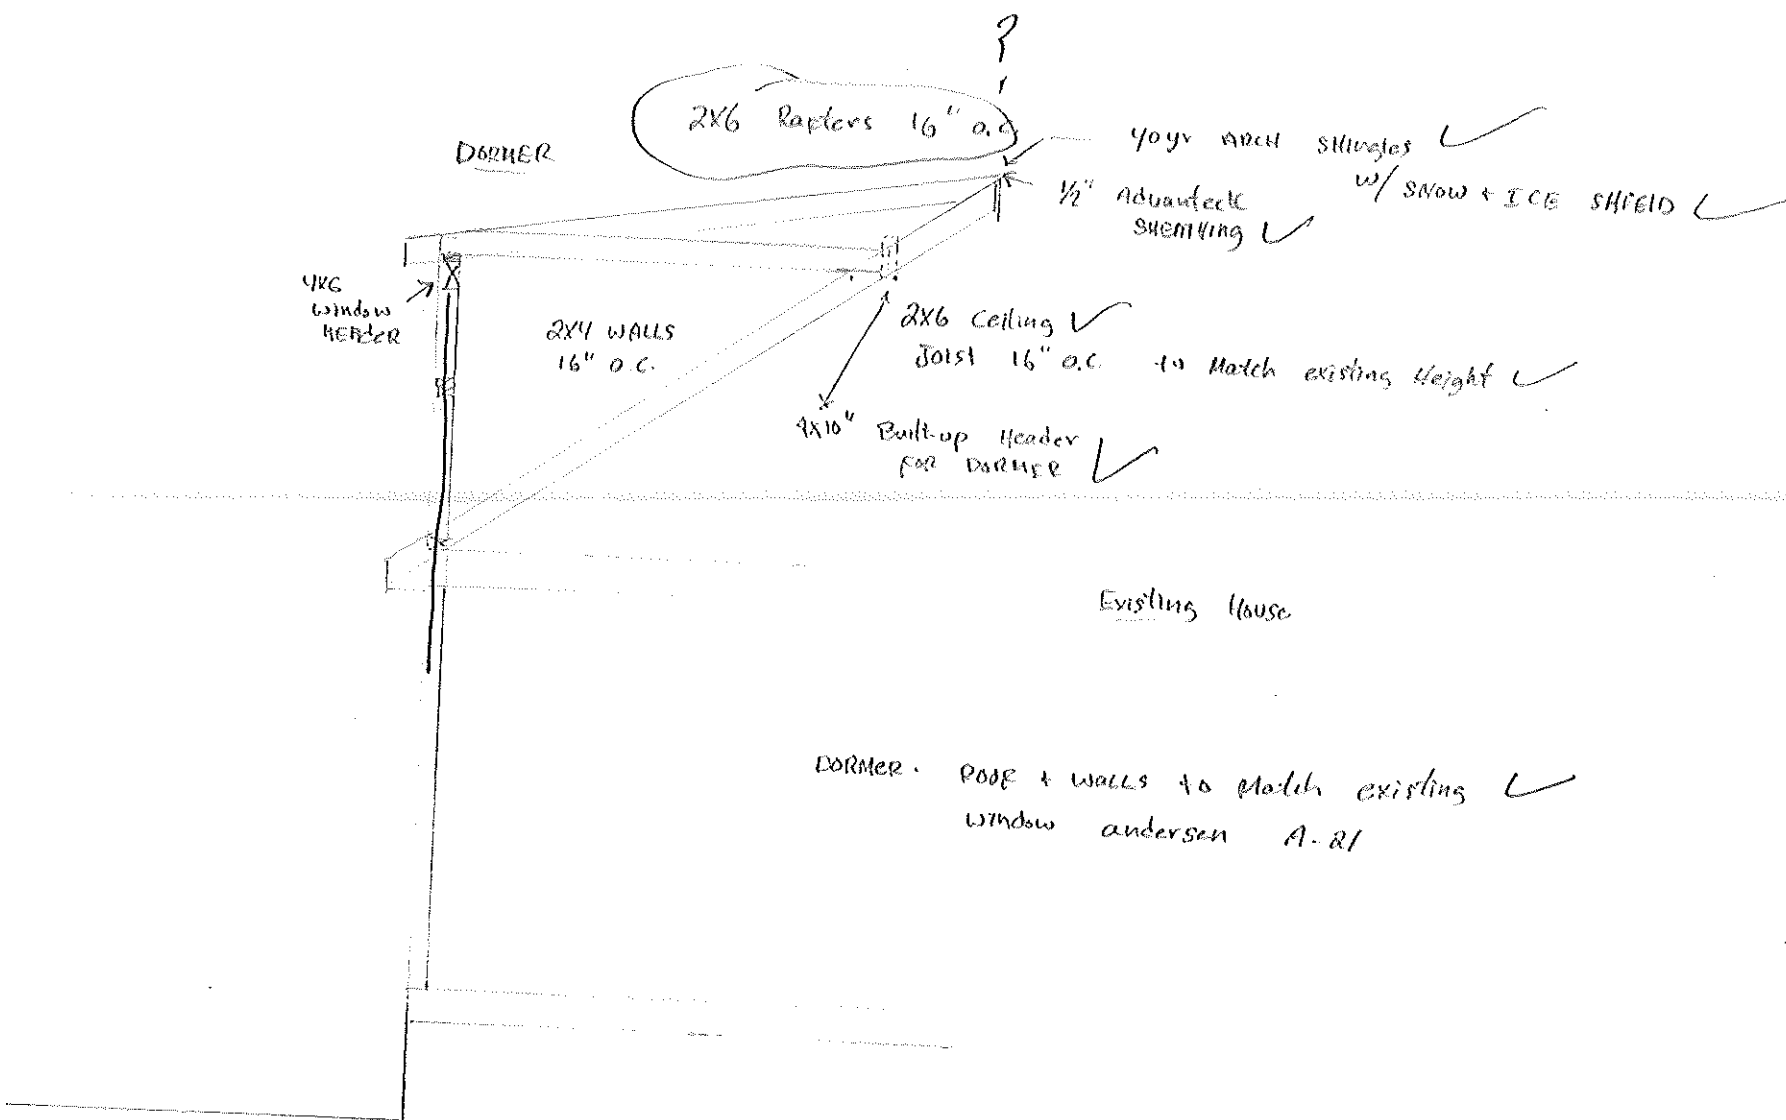 ?
2X6 Rafters 16" o.c.
DORMER
40yr ARCH SHingles
W/ SNOW + ICE SHIELD
1/2" Advanteck
SHEATHing
4X6
Window
HEAdeR
2X4 WALLS
16" O.C.
2X6 Ceiling
Joist 16" o.c. to Match existing Height
4X10" Built-up Header
FOR DORMER
Existing House
DORMER. ROOF + WALLS to Match existing
Window andersen A-21